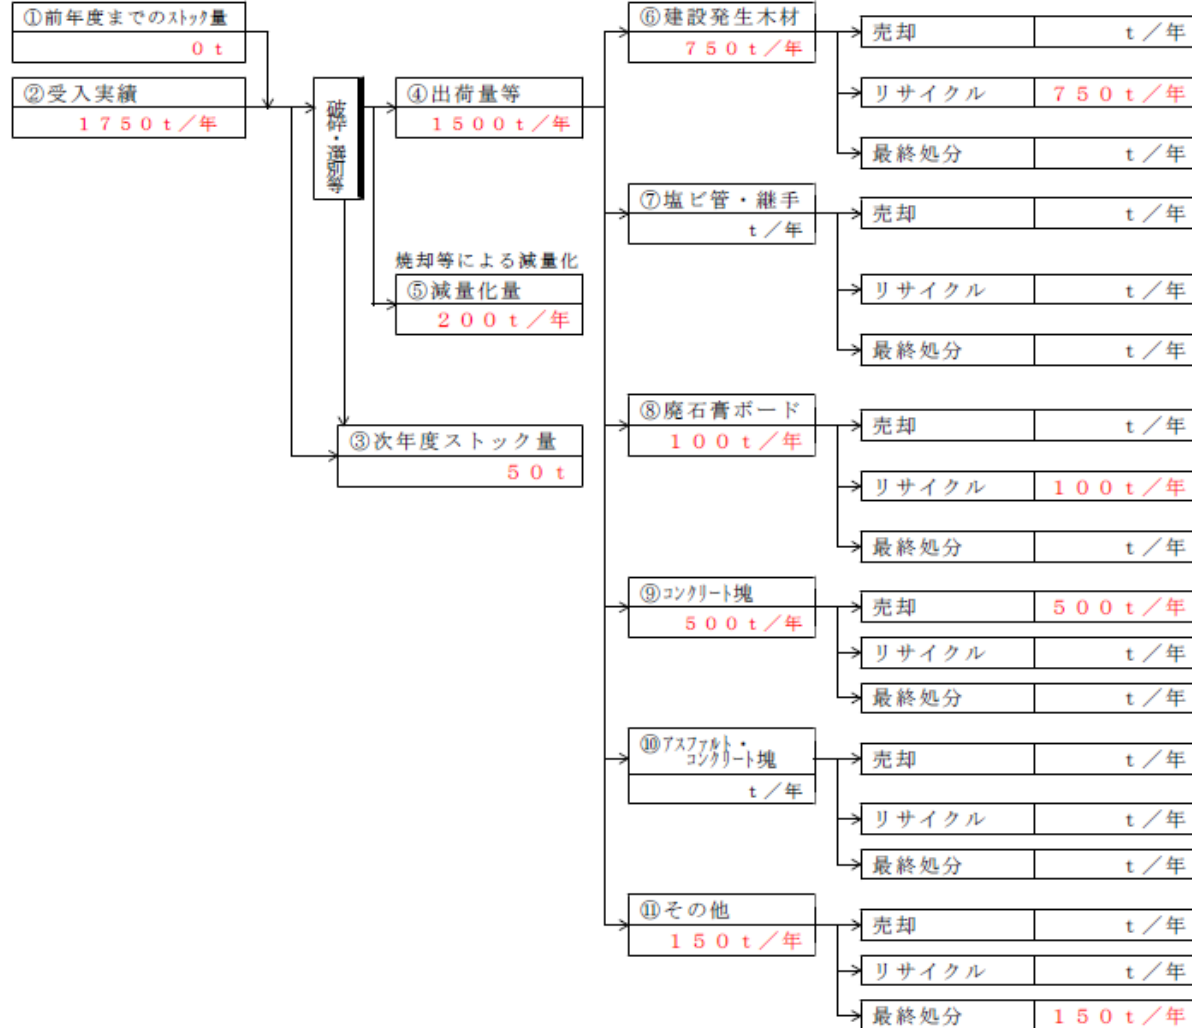 ①前年度までのｽﾄｯｸ量
０ｔ
②受入実績
１７５０ｔ／年
破砕・選別等
④出荷量等
１５００ｔ／年
焼却等による減量化
⑤減量化量
２００ｔ／年
③次年度ストック量
５０ｔ
⑥建設発生木材
７５０ｔ／年
売却 ｔ／年
リサイクル ７５０ｔ／年
最終処分 ｔ／年
⑦塩ビ管・継手
ｔ／年
売却 ｔ／年
リサイクル ｔ／年
最終処分 ｔ／年
⑧廃石膏ボード
１００ｔ／年
売却 ｔ／年
リサイクル １００ｔ／年
最終処分 ｔ／年
⑨ｺﾝｸﾘｰﾄ塊
５００ｔ／年
売却 ５００ｔ／年
リサイクル ｔ／年
最終処分 ｔ／年
⑩ｱｽﾌｧﾙﾄ・
ｺﾝｸﾘｰﾄ塊
ｔ／年
売却 ｔ／年
リサイクル ｔ／年
最終処分 ｔ／年
⑪その他
１５０ｔ／年
売却 ｔ／年
リサイクル ｔ／年
最終処分 １５０ｔ／年